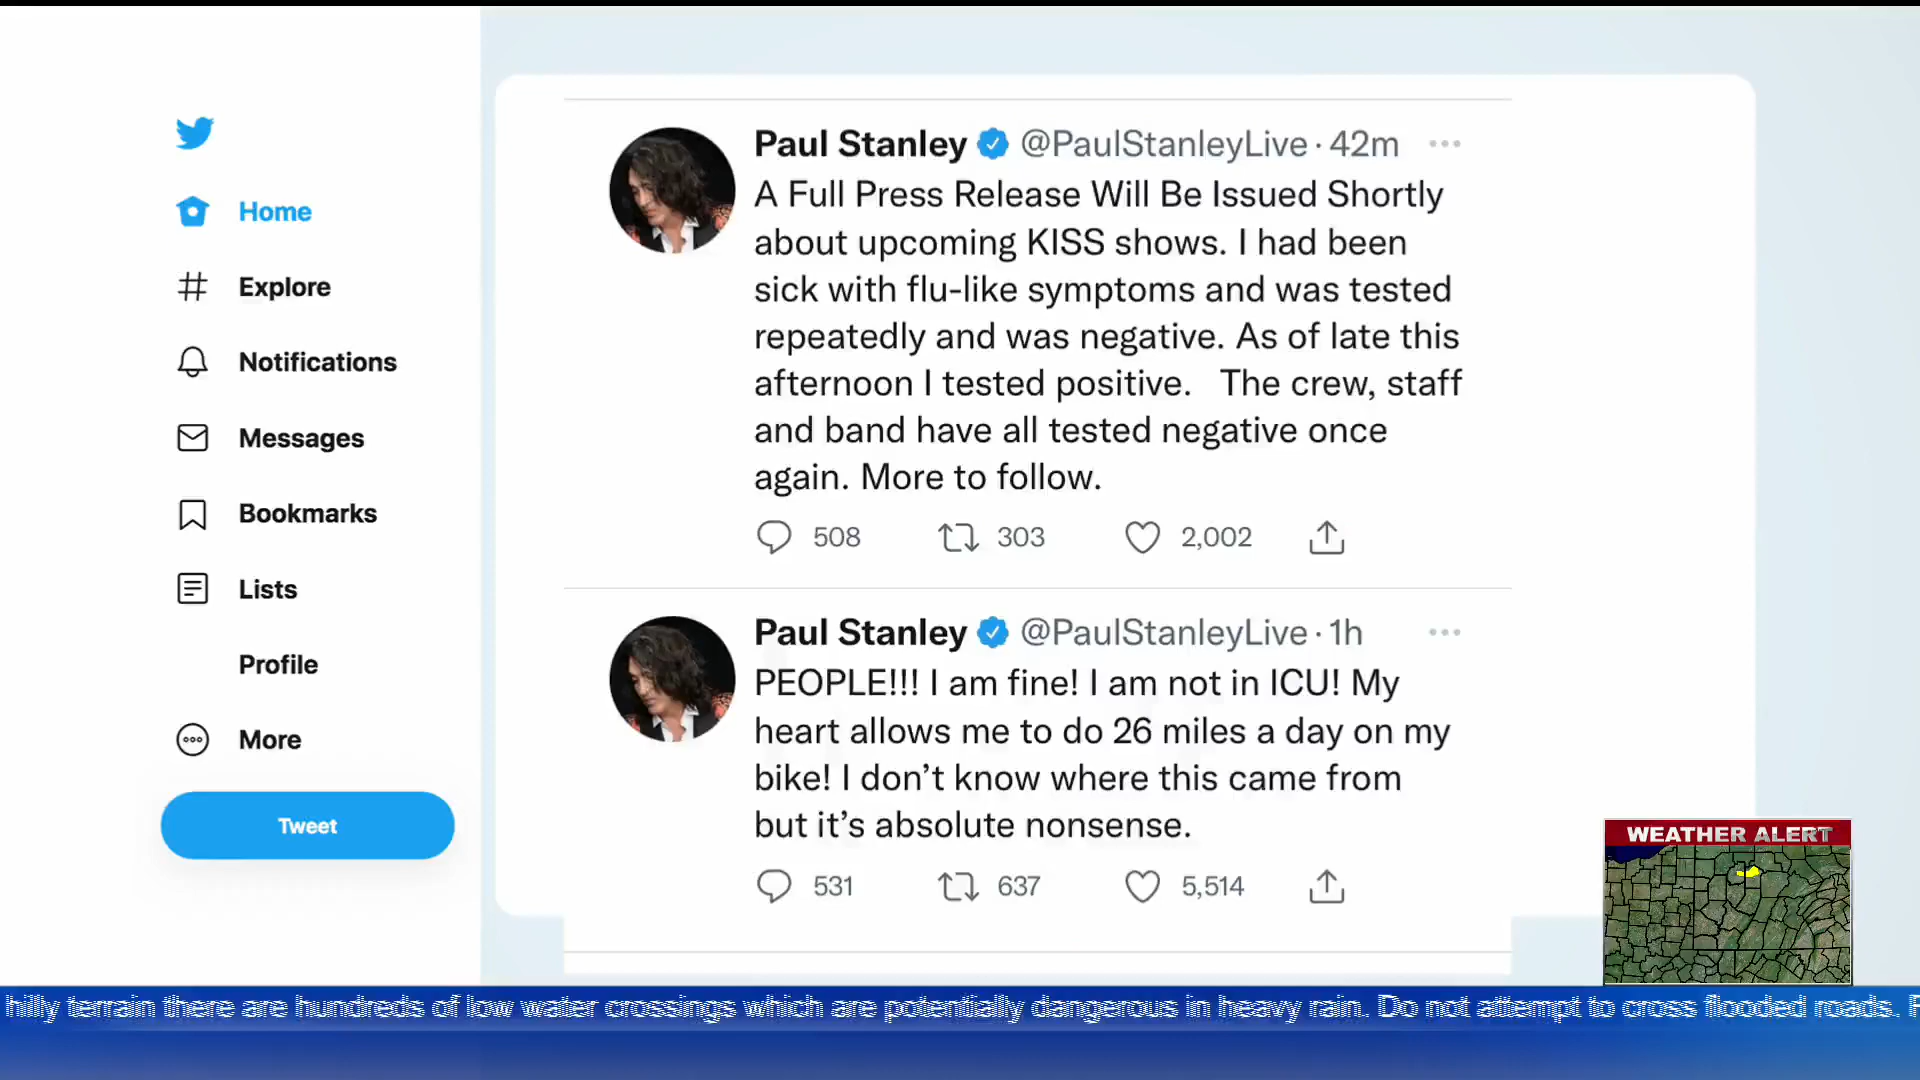 Home
Explore
Notifications
Messages
Bookmarks
Lists
Profile
More
Tweet
Paul Stanley @PaulStanleyLive · 42m
A Full Press Release Will Be Issued Shortly
about upcoming KISS shows. I had been
sick with flu-like symptoms and was tested
repeatedly and was negative. As of late this
afternoon I tested positive.   The crew, staff
and band have all tested negative once
again. More to follow.
508 303 2,002
Paul Stanley @PaulStanleyLive · 1h
PEOPLE!!! I am fine! I am not in ICU! My
heart allows me to do 26 miles a day on my
bike! I don’t know where this came from
but it’s absolute nonsense.
531 637 5,514
WEATHER ALERT
hilly terrain there are hundreds of low water crossings which are potentially dangerous in heavy rain. Do not attempt to cross flooded roads.